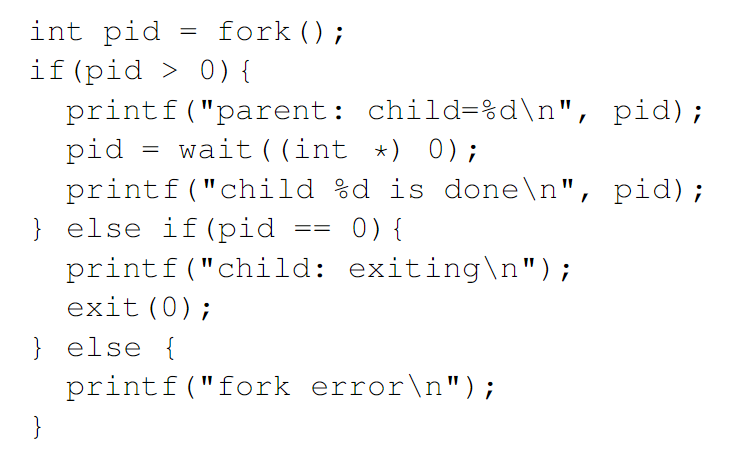 int pid = fork();
if(pid > 0){
  printf("parent: child=%d\n", pid);
  pid = wait((int *) 0);
  printf("child %d is done\n", pid);
} else if(pid == 0){
  printf("child: exiting\n");
  exit(0);
} else {
  printf("fork error\n");
}